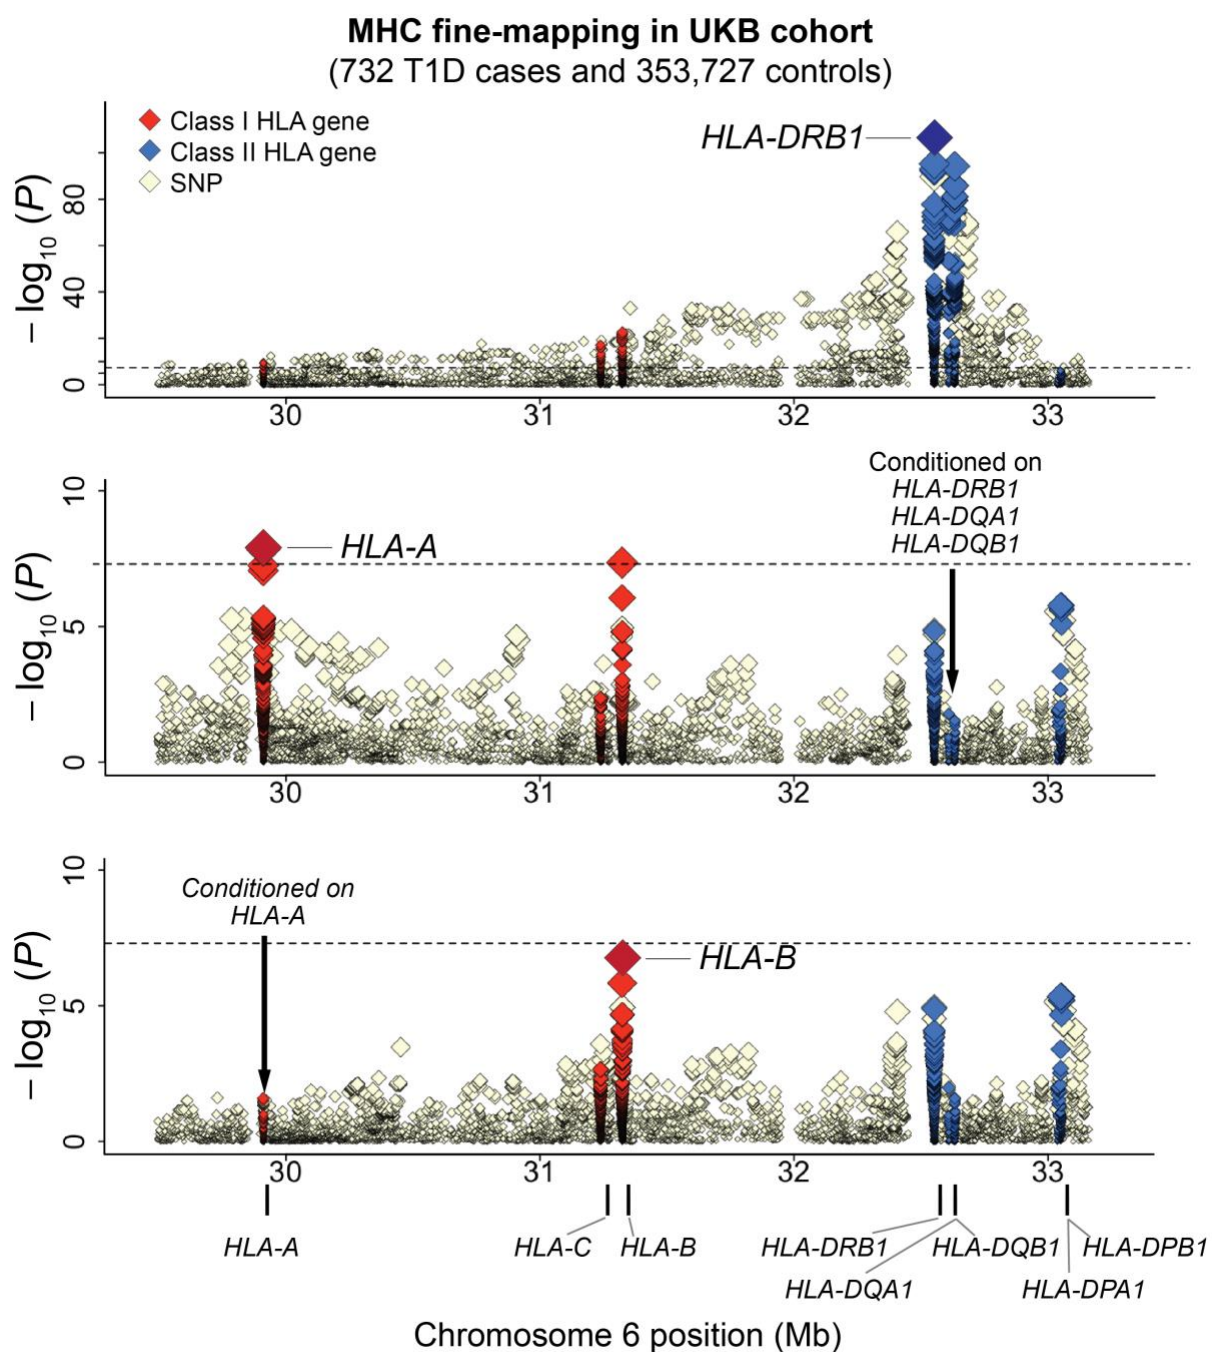 MHC fine-mapping in UKB cohort
(732 T1D cases and 353,727 controls)
Class I HLA gene
Class II HLA gene
SNP
HLA-DRB1
– log10 (P)
80
40
0
30
31
32
33
Conditioned on
HLA-DRB1
HLA-DQA1
HLA-DQB1
HLA-A
– log10 (P)
10
5
0
30
31
32
33
Conditioned on
HLA-A
HLA-B
– log10 (P)
10
5
0
30
31
32
33
HLA-A
HLA-C
HLA-B
HLA-DRB1
HLA-DQB1
HLA-DPB1
HLA-DQA1
HLA-DPA1
Chromosome 6 position (Mb)